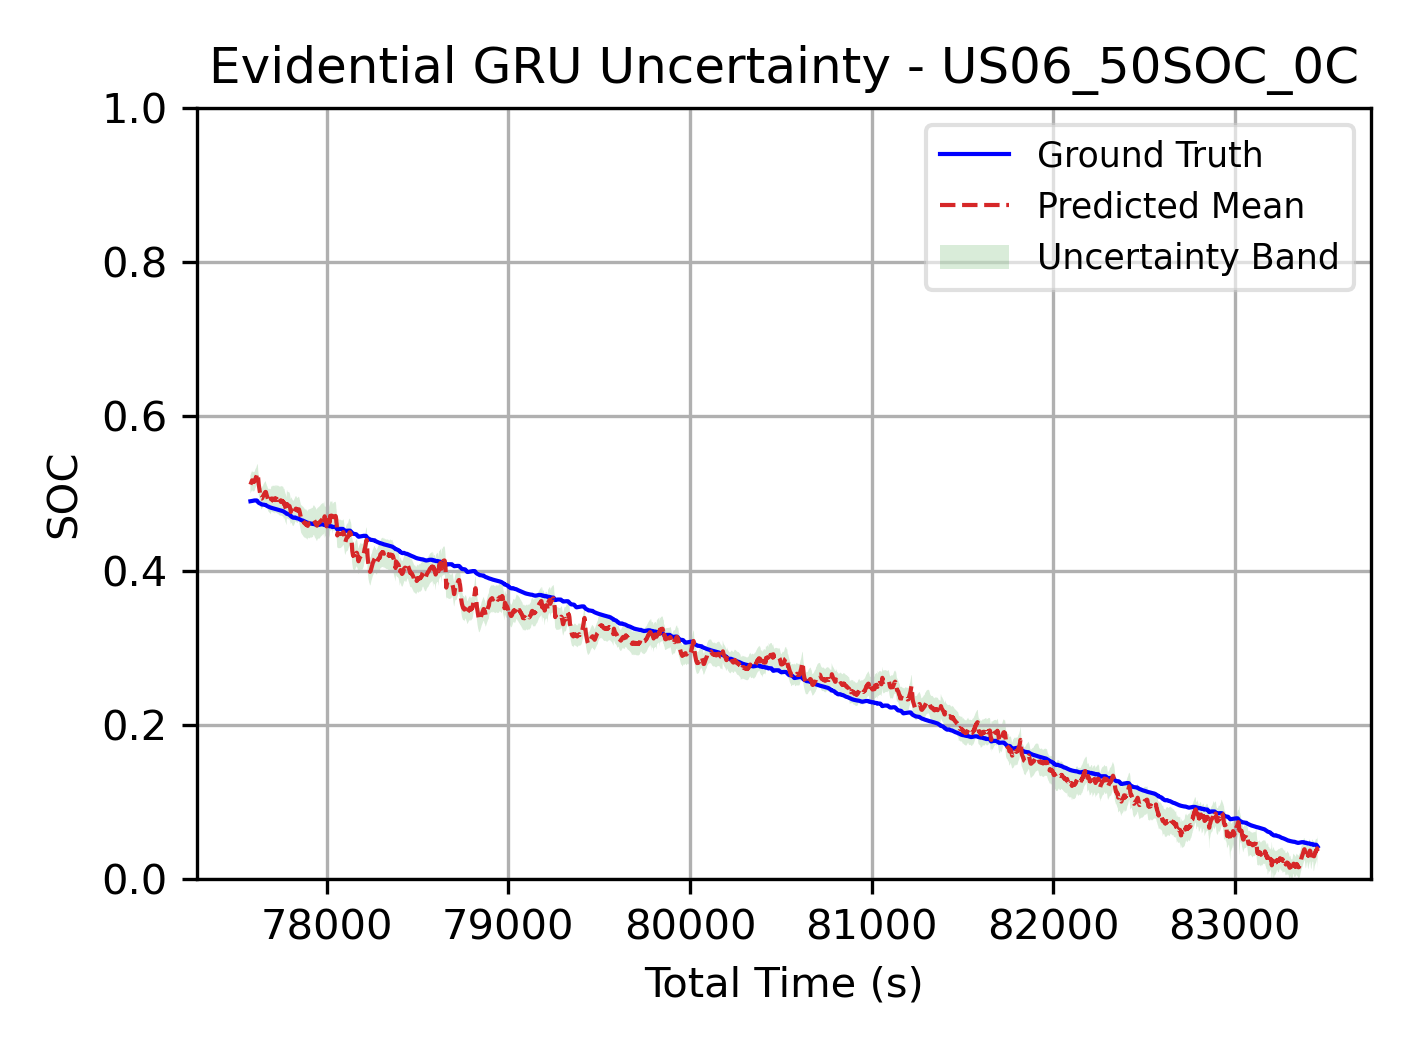 Evidential GRU Uncertainty - US06_50SOC_0C
1.0
0.8
0.6
0.4
0.2
0.0
SOC
Ground Truth
Predicted Mean
Uncertainty Band
78000 79000 80000 81000 82000 83000
Total Time (s)